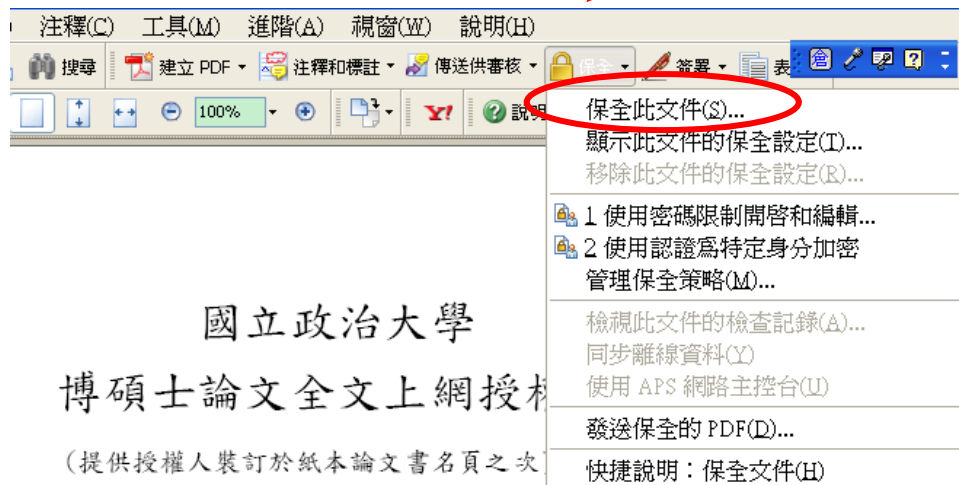 注釋(C) 工具(M) 進階(A) 視窗(W) 說明(H)
搜尋 建立 PDF 注釋和標註 傳送供審核 保全 簽署 表 倉
100% Y! 說明
保全此文件(S)...
顯示此文件的保全設定(T)...
移除此文件的保全設定(R)...
1 使用密碼限制開啓和編輯...
2 使用認證爲特定身分加密
管理保全策略(M)...
檢視此文件的檢查記錄(A)...
同步離線資料(Y)
使用 APS 網路主控台(U)
發送保全的 PDF(D)...
快捷說明：保全文件(H)
國立政治大學
博碩士論文全文上網授權
(提供授權人裝訂於紙本論文書名頁之次